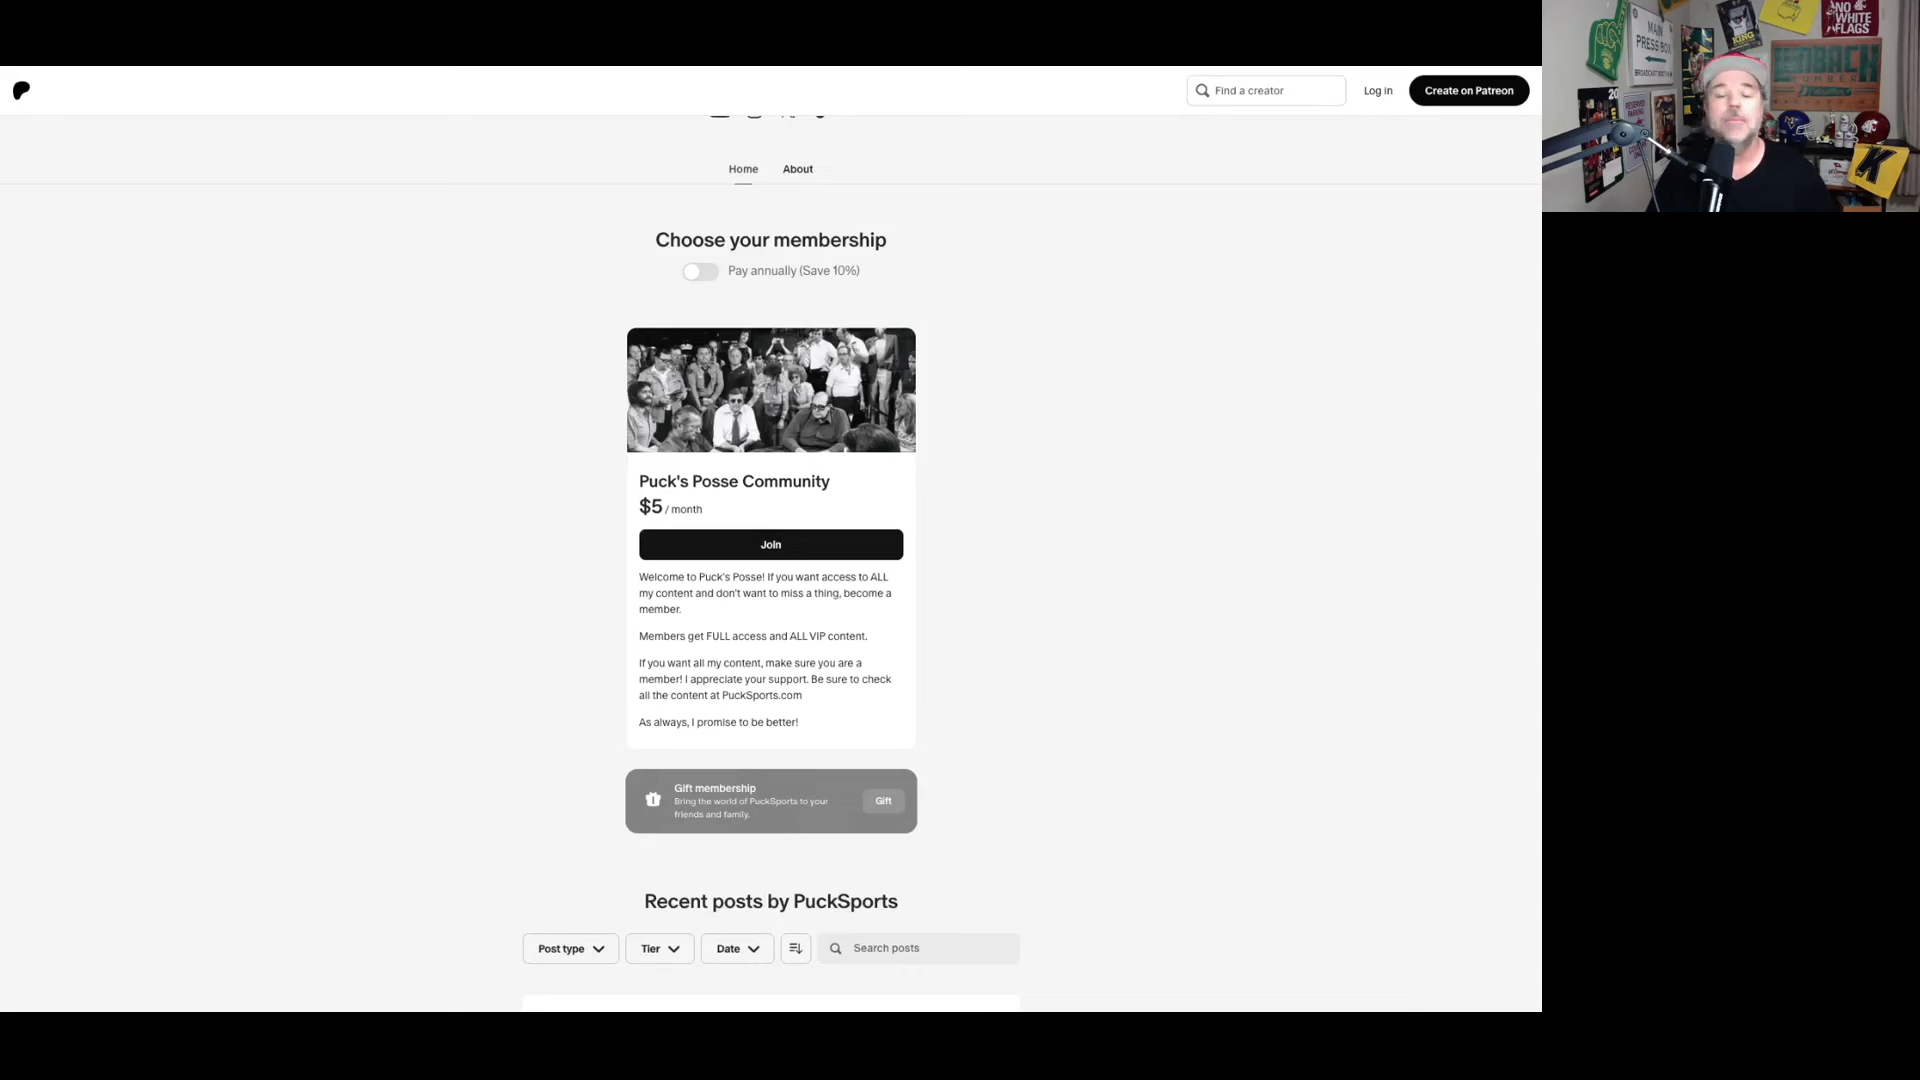 Find a creator
Log in
Create on Patreon
Home
About
Choose your membership
Pay annually (Save 10%)
Puck's Posse Community
$5 / month
Join
Welcome to Puck's Posse! If you want access to ALL
my content and don't want to miss a thing, become a
member.
Members get FULL access and ALL VIP content.
If you want all my content, make sure you are a
member! I appreciate your support. Be sure to check
all the content at PuckSports.com
As always, I promise to be better!
Gift membership
Bring the world of PuckSports to your
friends and family.
Gift
Recent posts by PuckSports
Post type
Tier
Date
Search posts
MAIN
PRESS BOX
NO
WHITE
FLAGS
KING
RESERVED
PARKING
LUMBER
20
K